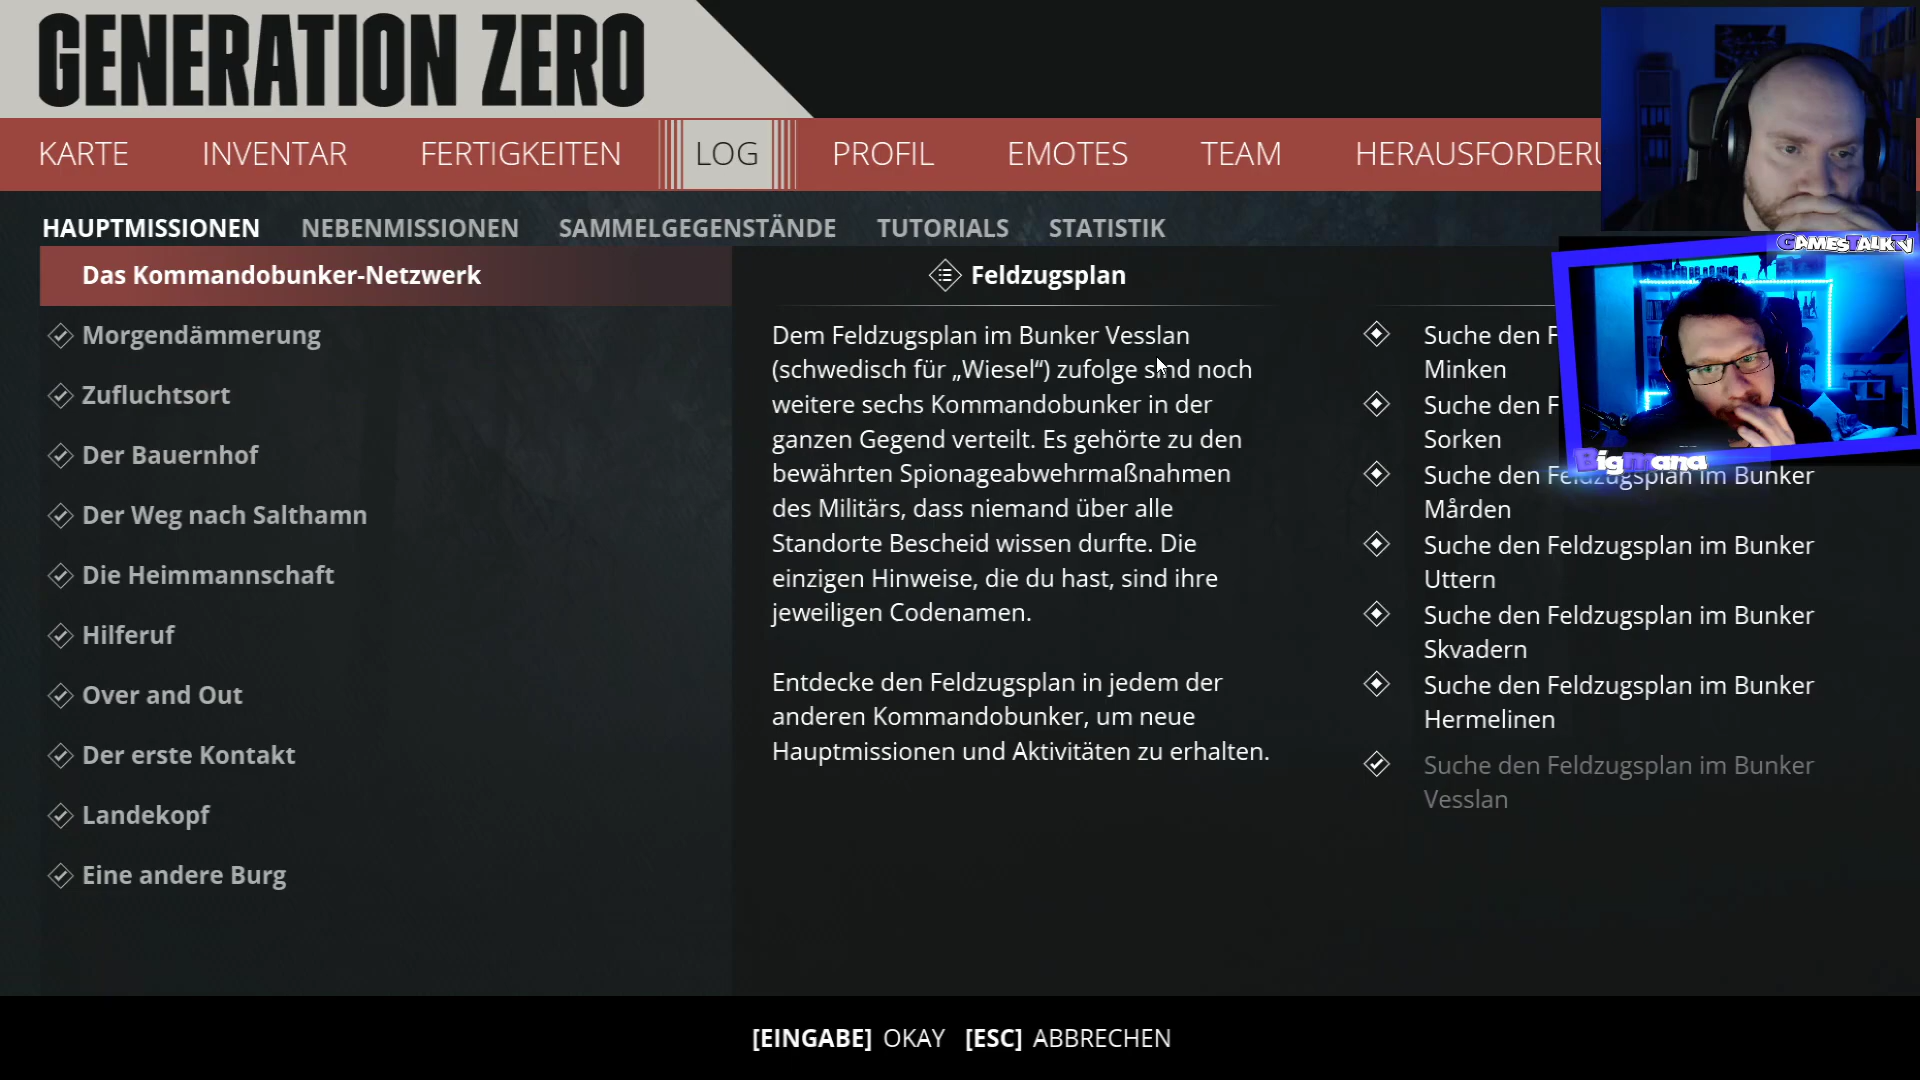 GENERATION ZERO
KARTE INVENTAR FERTIGKEITEN LOG PROFIL EMOTES TEAM
HAUPTMISSIONEN NEBENMISSIONEN SAMMELGEGENSTÄNDE TUTORIALS STATISTIK
GAMESTALKTV
Das Kommandobunker-Netzwerk
Morgendämmerung
Zufluchtsort
Der Bauernhof
Der Weg nach Salthamn
Die Heimmannschaft
Hilferuf
Over and Out
Der erste Kontakt
Landekopf
Eine andere Burg
Feldzugsplan
Dem Feldzugsplan im Bunker Vesslan
(schwedisch für „Wiesel“) zufolge sind noch
weitere sechs Kommandobunker in der
ganzen Gegend verteilt. Es gehörte zu den
bewährten Spionageabwehrmaßnahmen
des Militärs, dass niemand über alle
Standorte Bescheid wissen durfte. Die
einzigen Hinweise, die du hast, sind ihre
jeweiligen Codenamen.
Entdecke den Feldzugsplan in jedem der
anderen Kommandobunker, um neue
Hauptmissionen und Aktivitäten zu erhalten.
Suche den
Minken
Suche den
Sorken
BigMana
Suche den Feldzugsplan im Bunker
Mården
Suche den Feldzugsplan im Bunker
Uttern
Suche den Feldzugsplan im Bunker
Skvadern
Suche den Feldzugsplan im Bunker
Hermelinen
Suche den Feldzugsplan im Bunker
Vesslan
[EINGABE] OKAY [ESC] ABBRECHEN